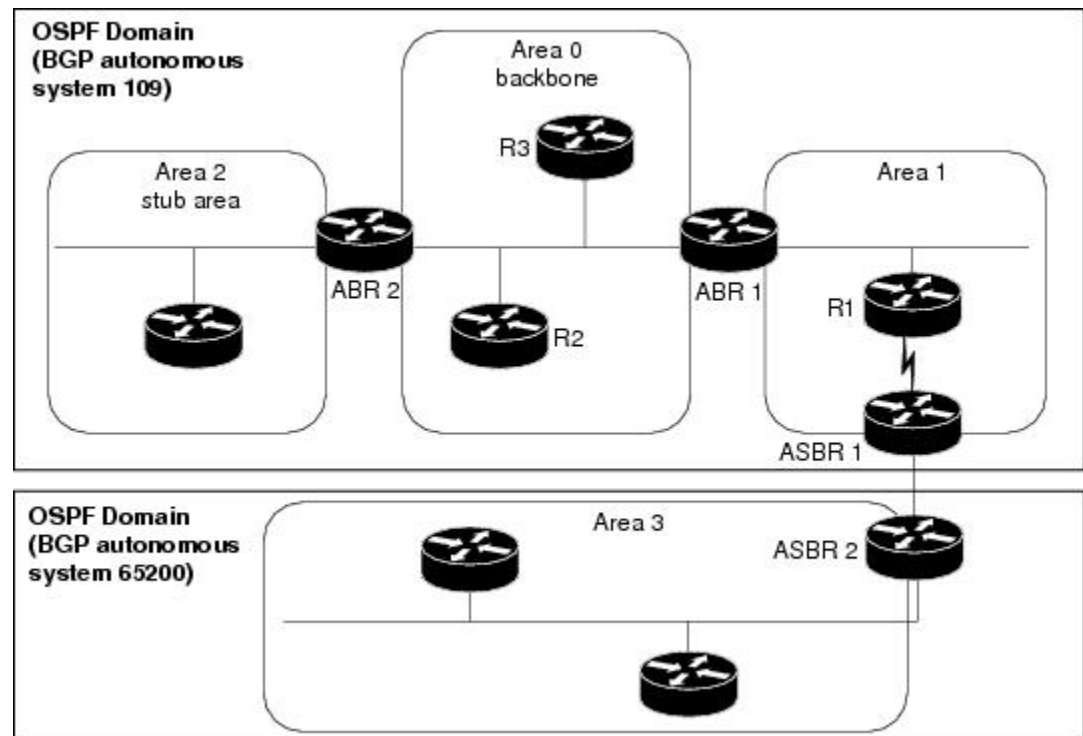 OSPF Domain
(BGP autonomous
system 109)
Area 0
backbone
R3
Area 2
stub area
Area 1
ABR 2
ABR 1
R1
R2
ASBR 1
OSPF Domain
(BGP autonomous
system 65200)
Area 3
ASBR 2